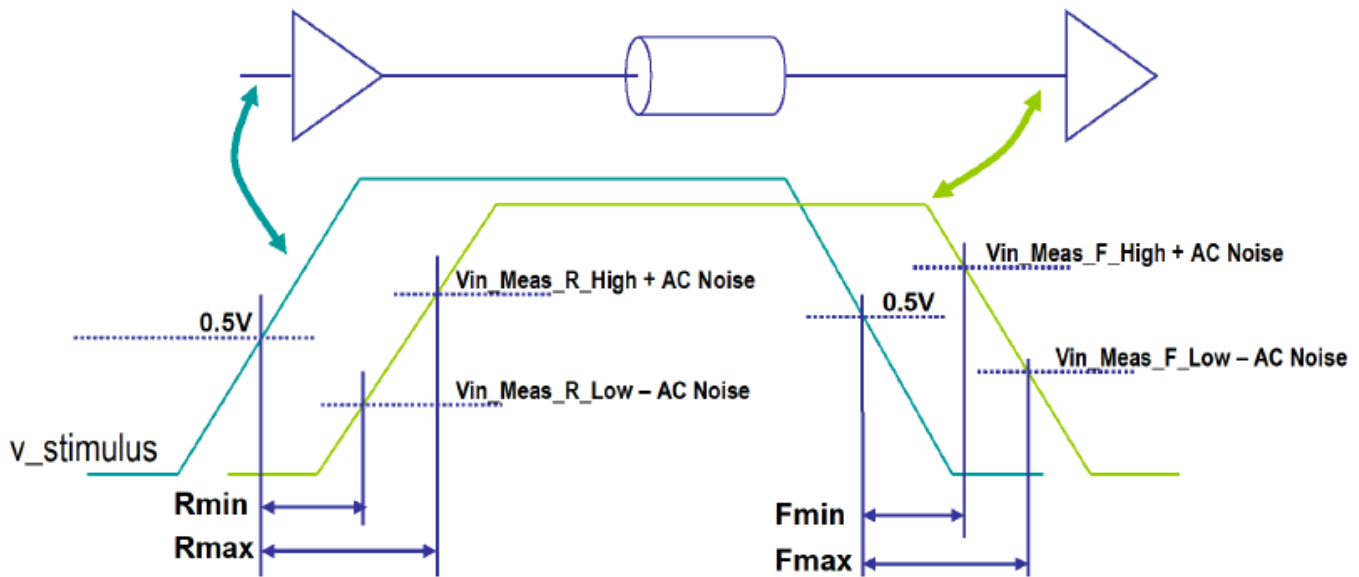 Vin_Meas_R_High + AC Noise
Vin_Meas_F_High + AC Noise
0.5V
0.5V
Vin_Meas_R_Low – AC Noise
Vin_Meas_F_Low – AC Noise
v_stimulus
Rmin
Fmin
Rmax
Fmax